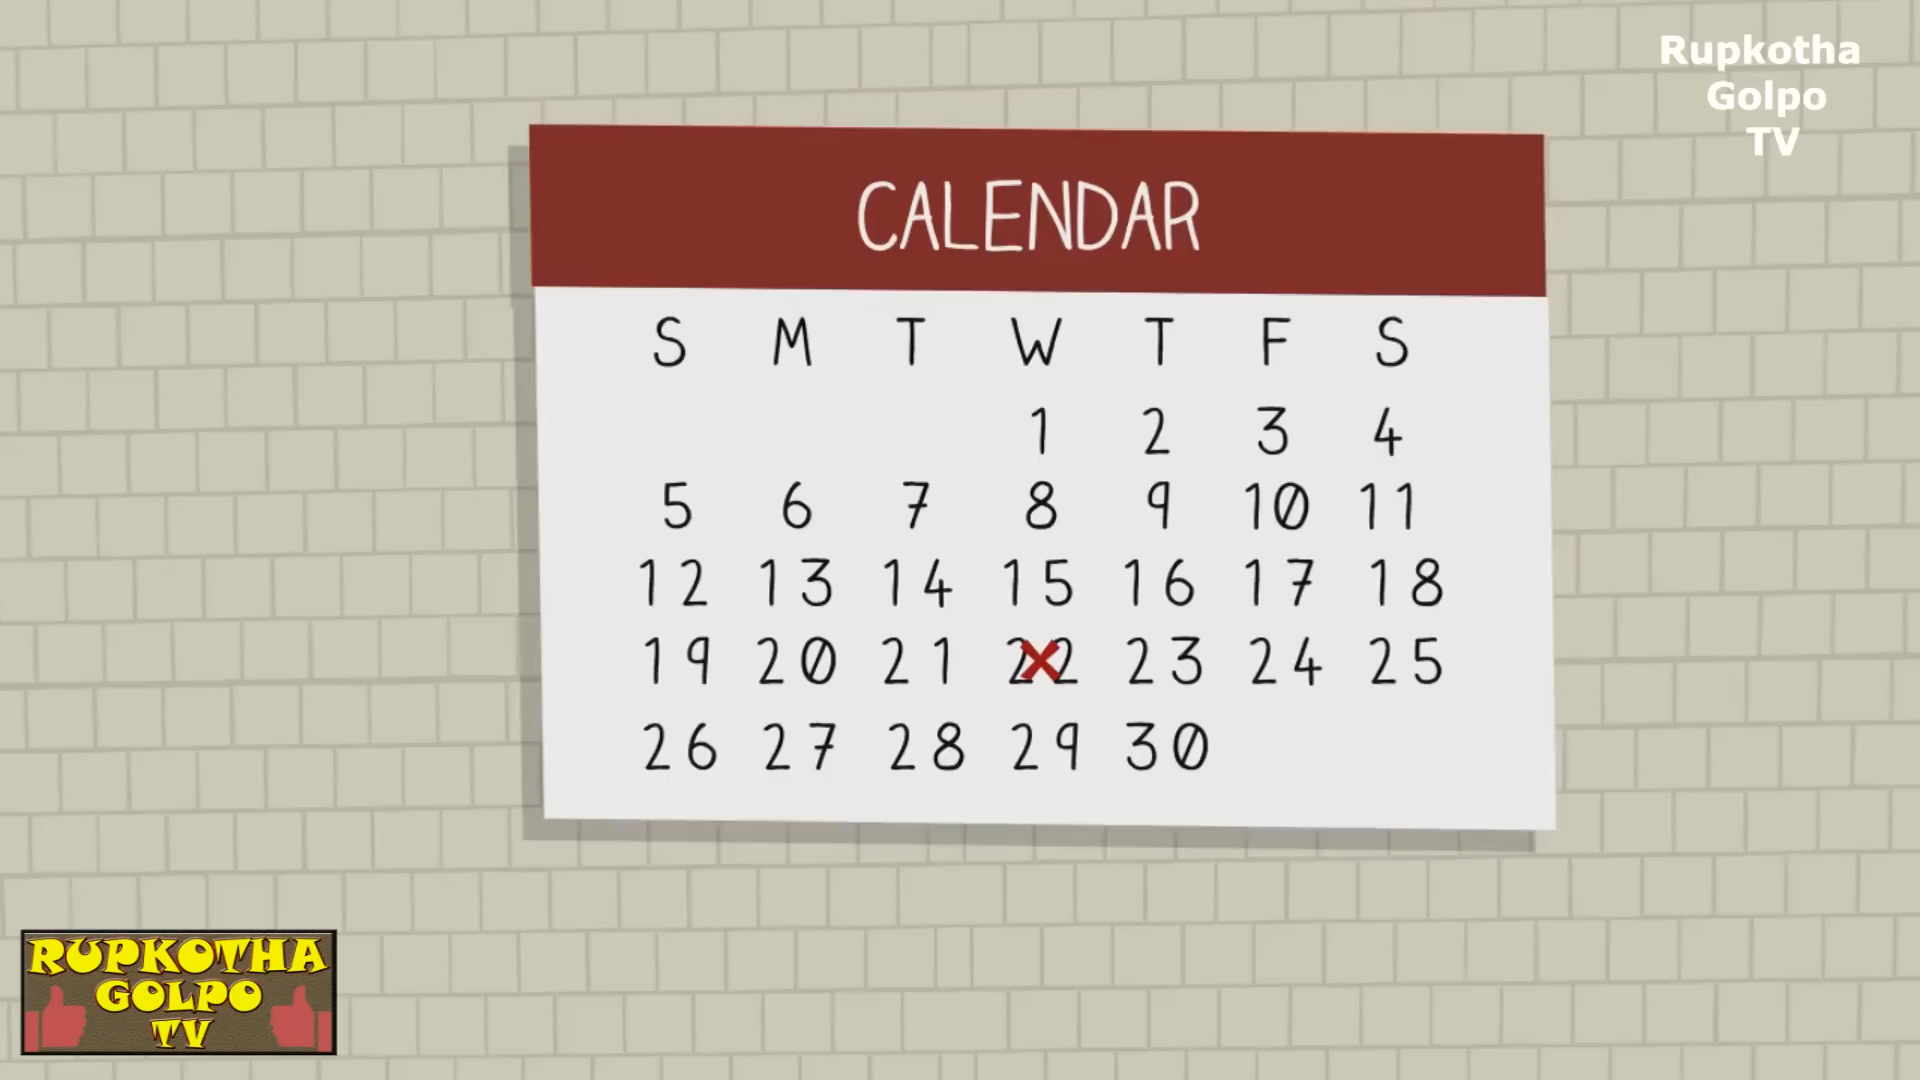 Rupkotha
Golpo
TV
CALENDAR
S M T W T F S
1 2 3 4
5 6 7 8 9 10 11
12 13 14 15 16 17 18
19 20 21 22 23 24 25
26 27 28 29 30
RUPKOTHA
GOLPO
TV